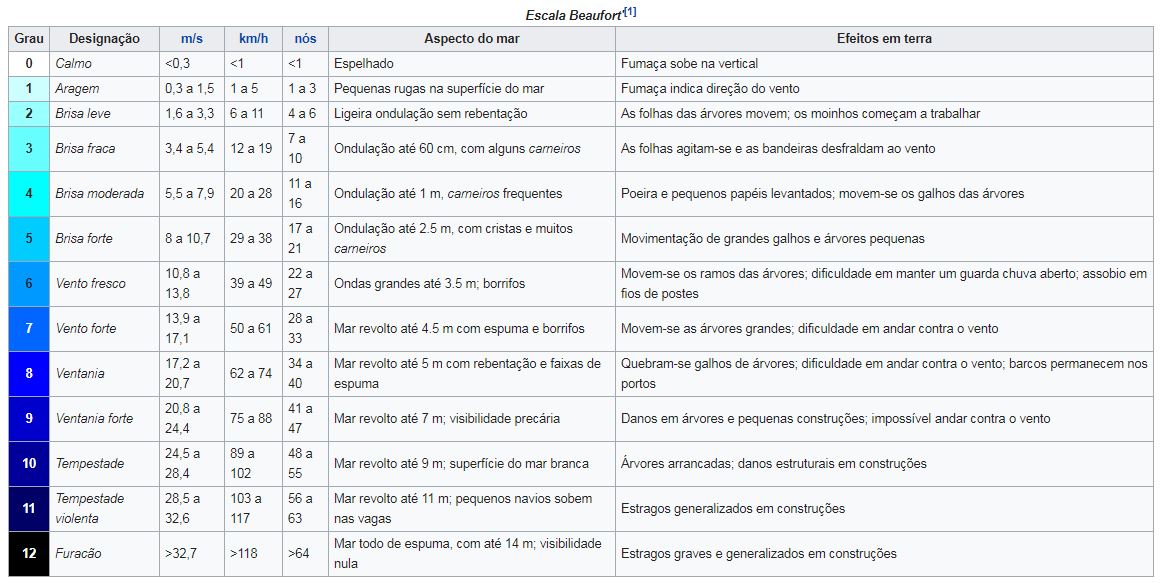 Escala Beaufort'[1]
Grau Designação m/s km/h nós Aspecto do mar Efeitos em terra
0 Calmo <0,3 <1 <1 Espelhado Fumaça sobe na vertical
1 Aragem 0,3 a 1,5 1 a 5 1 a 3 Pequenas rugas na superfície do mar Fumaça indica direção do vento
2 Brisa leve 1,6 a 3,3 6 a 11 4 a 6 Ligeira ondulação sem rebentação As folhas das árvores movem; os moinhos começam a trabalhar
3 Brisa fraca 3,4 a 5,4 12 a 19 7 a 10 Ondulação até 60 cm, com alguns carneiros As folhas agitam-se e as bandeiras desfraldam ao vento
4 Brisa moderada 5,5 a 7,9 20 a 28 11 a 16 Ondulação até 1 m, carneiros frequentes Poeira e pequenos papéis levantados; movem-se os galhos das árvores
5 Brisa forte 8 a 10,7 29 a 38 17 a 21 Ondulação até 2.5 m, com cristas e muitos carneiros Movimentação de grandes galhos e árvores pequenas
6 Vento fresco 10,8 a 13,8 39 a 49 22 a 27 Ondas grandes até 3.5 m; borrifos Movem-se os ramos das árvores; dificuldade em manter um guarda chuva aberto; assobio em fios de postes
7 Vento forte 13,9 a 17,1 50 a 61 28 a 33 Mar revolto até 4.5 m com espuma e borrifos Movem-se as árvores grandes; dificuldade em andar contra o vento
8 Ventania 17,2 a 20,7 62 a 74 34 a 40 Mar revolto até 5 m com rebentação e faixas de espuma Quebram-se galhos de árvores; dificuldade em andar contra o vento; barcos permanecem nos portos
9 Ventania forte 20,8 a 24,4 75 a 88 41 a 47 Mar revolto até 7 m; visibilidade precária Danos em árvores e pequenas construções; impossível andar contra o vento
10 Tempestade 24,5 a 28,4 89 a 102 48 a 55 Mar revolto até 9 m; superfície do mar branca Árvores arrancadas; danos estruturais em construções
11 Tempestade violenta 28,5 a 32,6 103 a 117 56 a 63 Mar revolto até 11 m; pequenos navios sobem nas vagas Estragos generalizados em construções
12 Furacão >32,7 >118 >64 Mar todo de espuma, com até 14 m; visibilidade nula Estragos graves e generalizados em construções